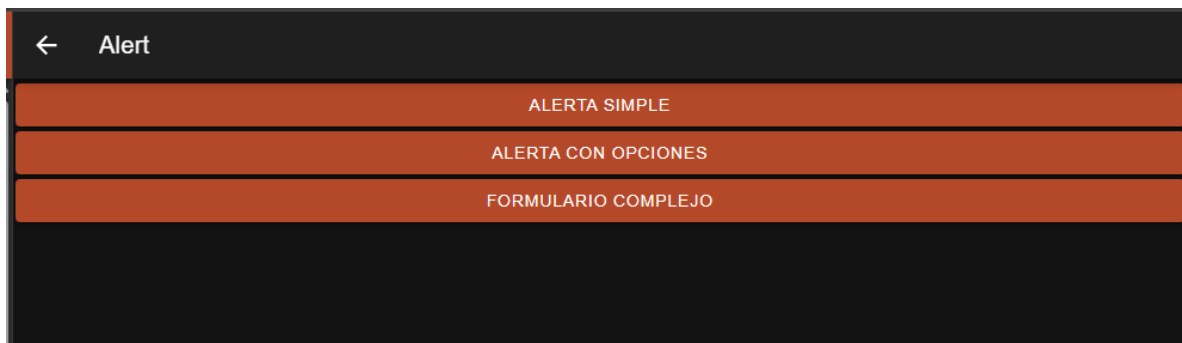 Alert
ALERTA SIMPLE
ALERTA CON OPCIONES
FORMULARIO COMPLEJO